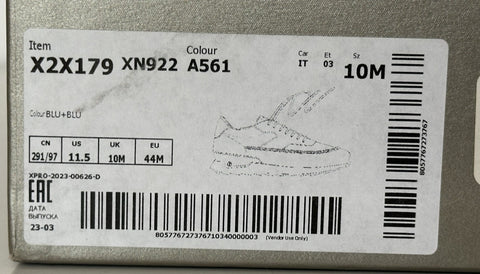 Item Colour Car Et Sz
X2X179 XN922 A561 IT 03 10M
Colour BLU+BLU
CN US UK EU
291/97 11.5 10M 44M
XPRO-2023-00626-D
EAC
ДАТА
ВЫПУСКА
23-03
8057767273767103400000003
(Vendor Use Only)
8057767273767